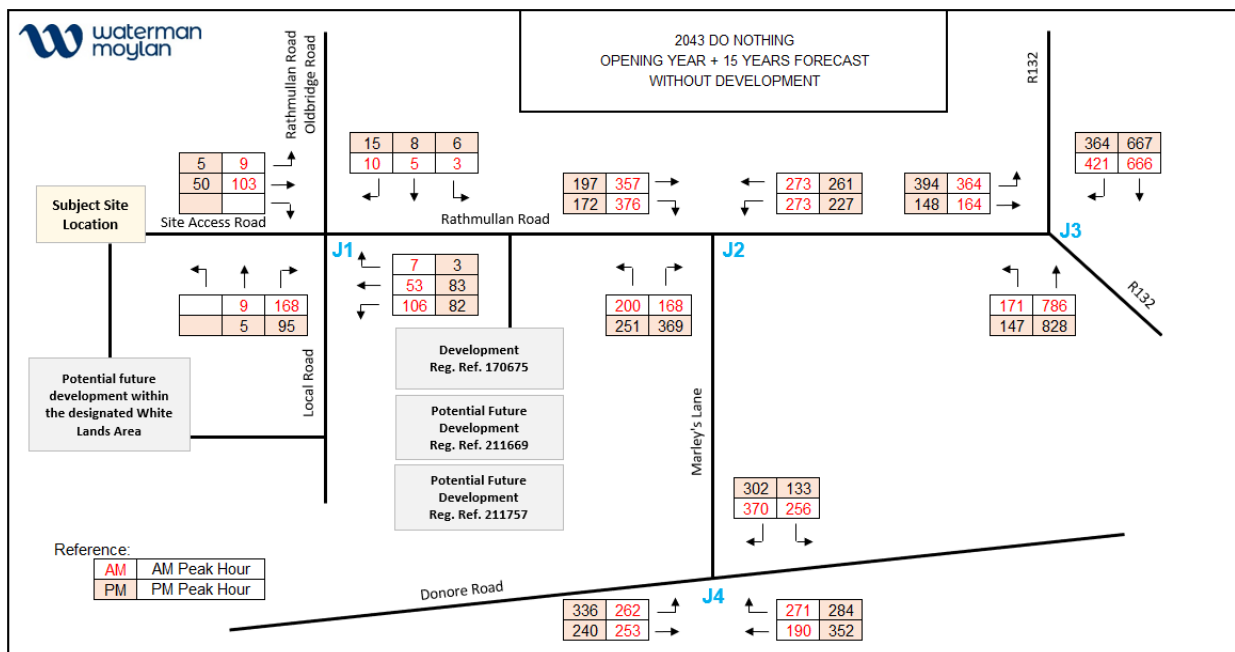 waterman
moylan
2043 DO NOTHING
OPENING YEAR + 15 YEARS FORECAST
WITHOUT DEVELOPMENT
Rathmullan Road
Oldbridge Road
R132
15 8 6
10 5 3
364 667
421 666
5 9
50 103
197 357
172 376
273 261
273 227
394 364
148 164
Subject Site
Location
Site Access Road
Rathmullan Road
J1
J2
J3
7 3
53 83
106 82
9 168
5 95
200 168
251 369
171 786
147 828
R132
Development
Reg. Ref. 170675
Potential future
development within
the designated White
Lands Area
Local Road
Potential Future
Development
Reg. Ref. 211669
Marley's Lane
Potential Future
Development
Reg. Ref. 211757
302 133
370 256
Reference:
AM AM Peak Hour
PM PM Peak Hour
Donore Road
J4
336 262
240 253
271 284
190 352